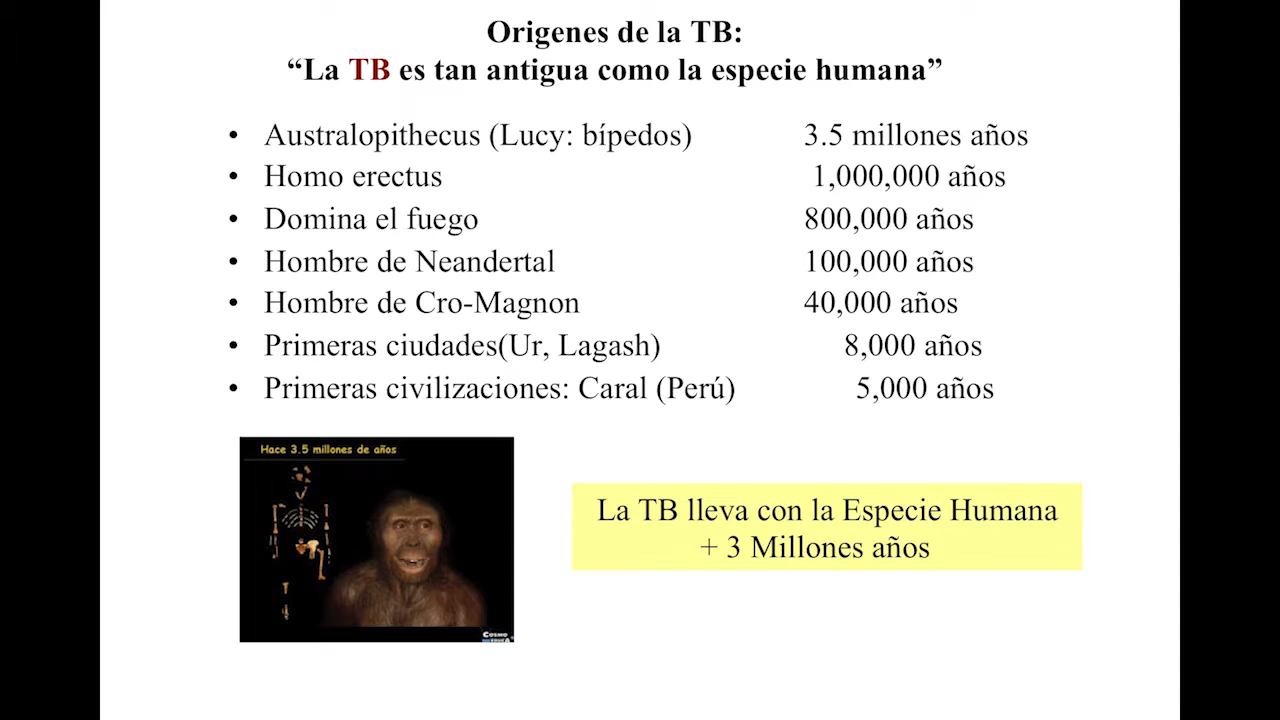 Origenes de la TB:
“La TB es tan antigua como la especie humana”
• Australopithecus (Lucy: bípedos) 3.5 millones años
• Homo erectus 1,000,000 años
• Domina el fuego 800,000 años
• Hombre de Neandertal 100,000 años
• Hombre de Cro-Magnon 40,000 años
• Primeras ciudades(Ur, Lagash) 8,000 años
• Primeras civilizaciones: Caral (Perú) 5,000 años
Hace 3.5 millones de años
La TB lleva con la Especie Humana
+ 3 Millones años
COSMO